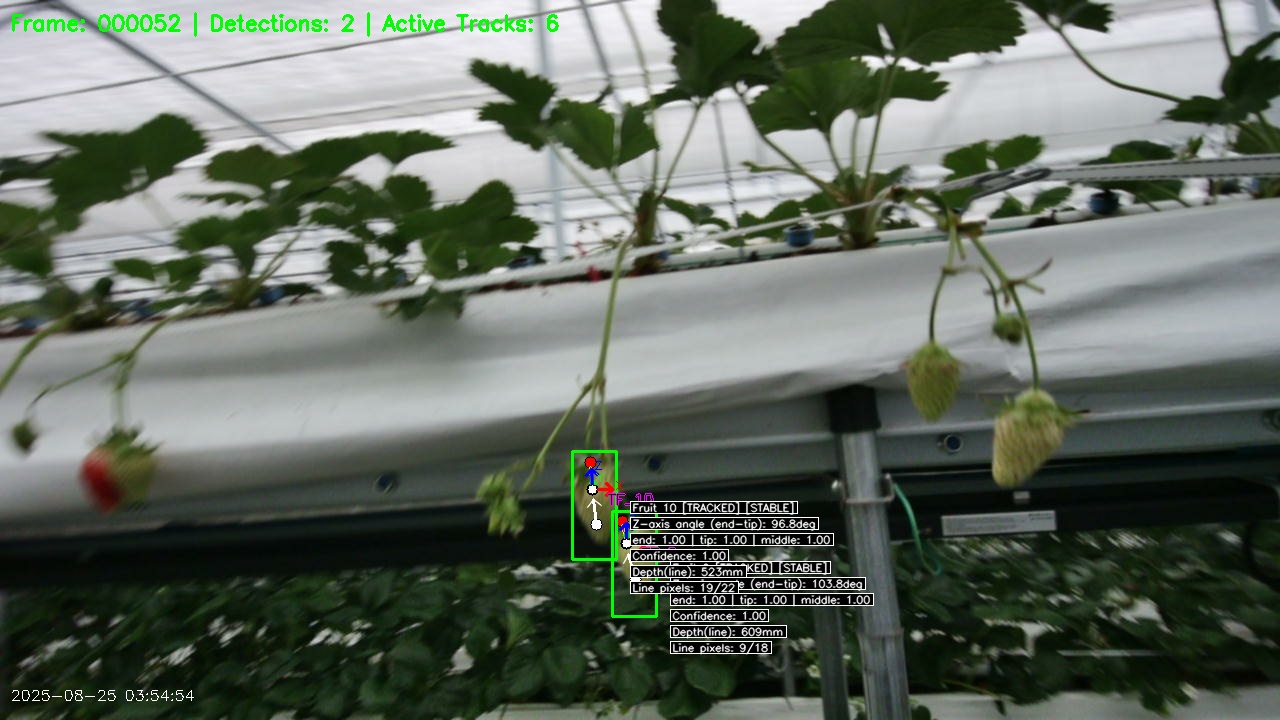 Frame: 000052 | Detections: 2 | Active Tracks: 6
TF_10
Fruit 10 [TRACKED] [STABLE]
Z-axis angle (end-tip): 96.8deg
end: 1.00 | tip: 1.00 | middle: 1.00
Confidence: 1.00
Depth(line): 523mm
Line pixels: 19/22
[STABLE]
(end-tip): 103.8deg
end: 1.00 | tip: 1.00 | middle: 1.00
Confidence: 1.00
Depth(line): 609mm
Line pixels: 9/18
2025-08-25 03:54:54